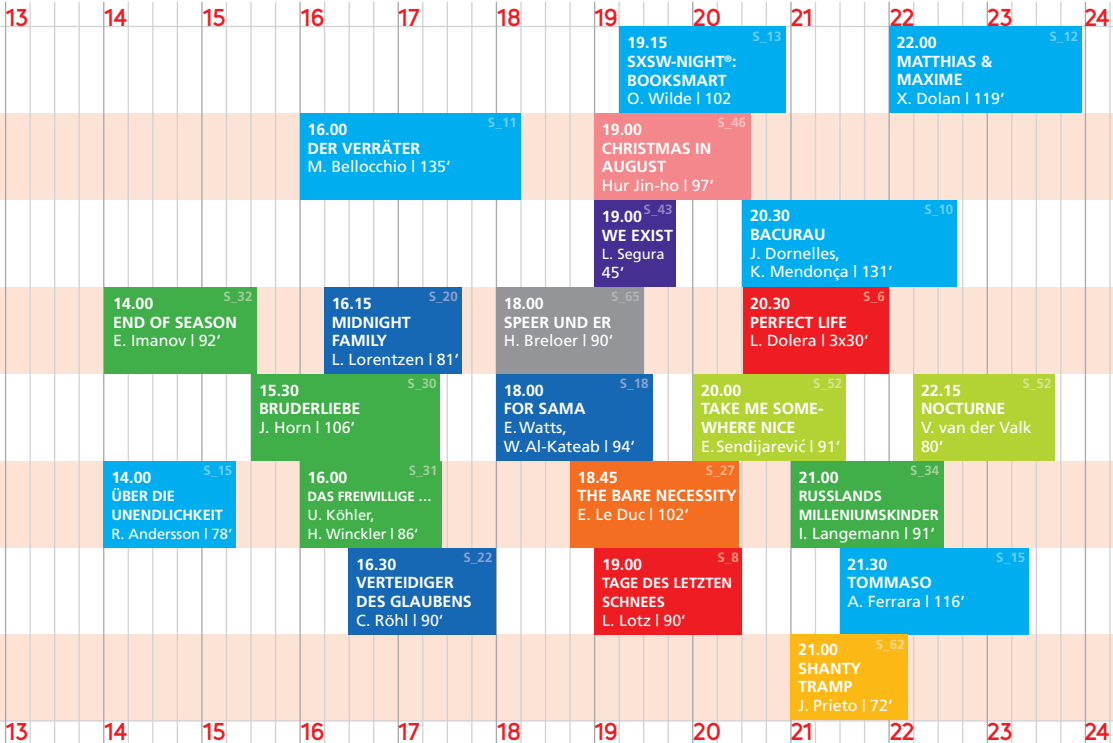 13 14 15 16 17 18 19 20 21 22 23 24
S_13
19.15
SXSW-NIGHT®:
BOOKSMART
O. Wilde | 102
S_12
22.00
MATTHIAS &
MAXIME
X. Dolan | 119‘
S_11
16.00
DER VERRÄTER
M. Bellocchio | 135‘
S_46
19.00
CHRISTMAS IN
AUGUST
Hur Jin-ho | 97‘
19.00 S_43
WE EXIST
L. Segura
45‘
S_10
20.30
BACURAU
J. Dornelles,
K. Mendonça | 131‘
S_32
14.00
END OF SEASON
E. Imanov | 92‘
S_20
16.15
MIDNIGHT
FAMILY
L. Lorentzen | 81‘
S_65
18.00
SPEER UND ER
H. Breloer | 90‘
S_6
20.30
PERFECT LIFE
L. Dolera | 3x30‘
S_30
15.30
BRUDERLIEBE
J. Horn | 106‘
S_18
18.00
FOR SAMA
E. Watts,
W. Al-Kateab | 94‘
S_52
20.00
TAKE ME SOME-
WHERE NICE
E. Sendijarević | 91‘
S_52
22.15
NOCTURNE
V. van der Valk
80‘
S_15
14.00
ÜBER DIE
UNENDLICHKEIT
R. Andersson | 78‘
S_31
16.00
DAS FREIWILLIGE ...
U. Köhler,
H. Winckler | 86‘
S_27
18.45
THE BARE NECESSITY
E. Le Duc | 102‘
S_34
21.00
RUSSLANDS
MILLENIUMSKINDER
I. Langemann | 91‘
S_22
16.30
VERTEIDIGER
DES GLAUBENS
C. Röhl | 90‘
S_8
19.00
TAGE DES LETZTEN
SCHNEES
L. Lotz | 90‘
S_15
21.30
TOMMASO
A. Ferrara | 116‘
S_62
21.00
SHANTY
TRAMP
J. Prieto | 72‘
13 14 15 16 17 18 19 20 21 22 23 24